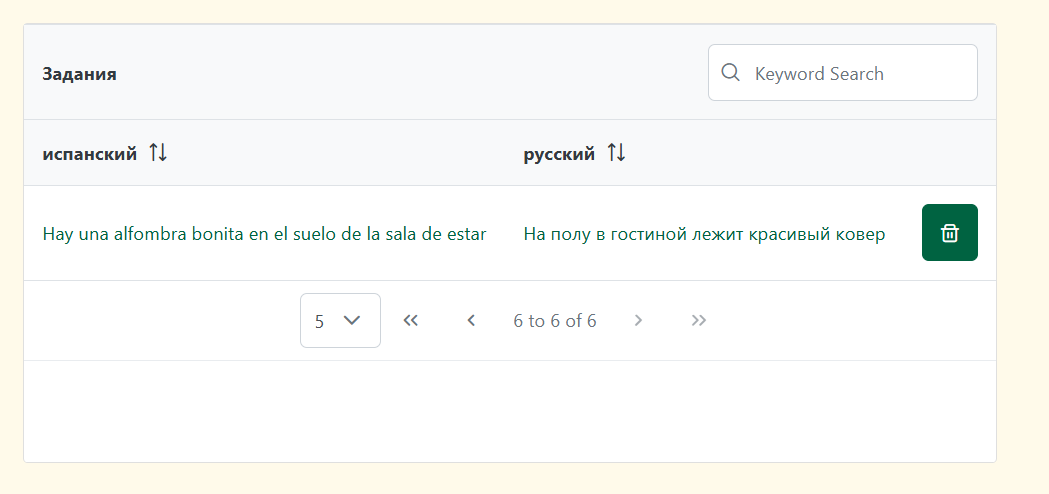 Задания
Keyword Search
испанский русский
Hay una alfombra bonita en el suelo de la sala de estar На полу в гостиной лежит красивый ковер
5 6 to 6 of 6